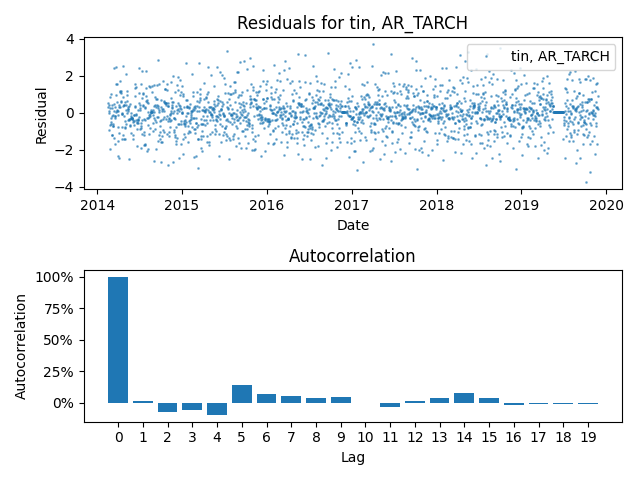 Residuals for tin, AR_TARCH
4
2
0
−2
−4
Residual
tin, AR_TARCH
2014 2015 2016 2017 2018 2019 2020
Date
Autocorrelation
100%
75%
50%
25%
0%
Autocorrelation
0 1 2 3 4 5 6 7 8 9 10 11 12 13 14 15 16 17 18 19
Lag